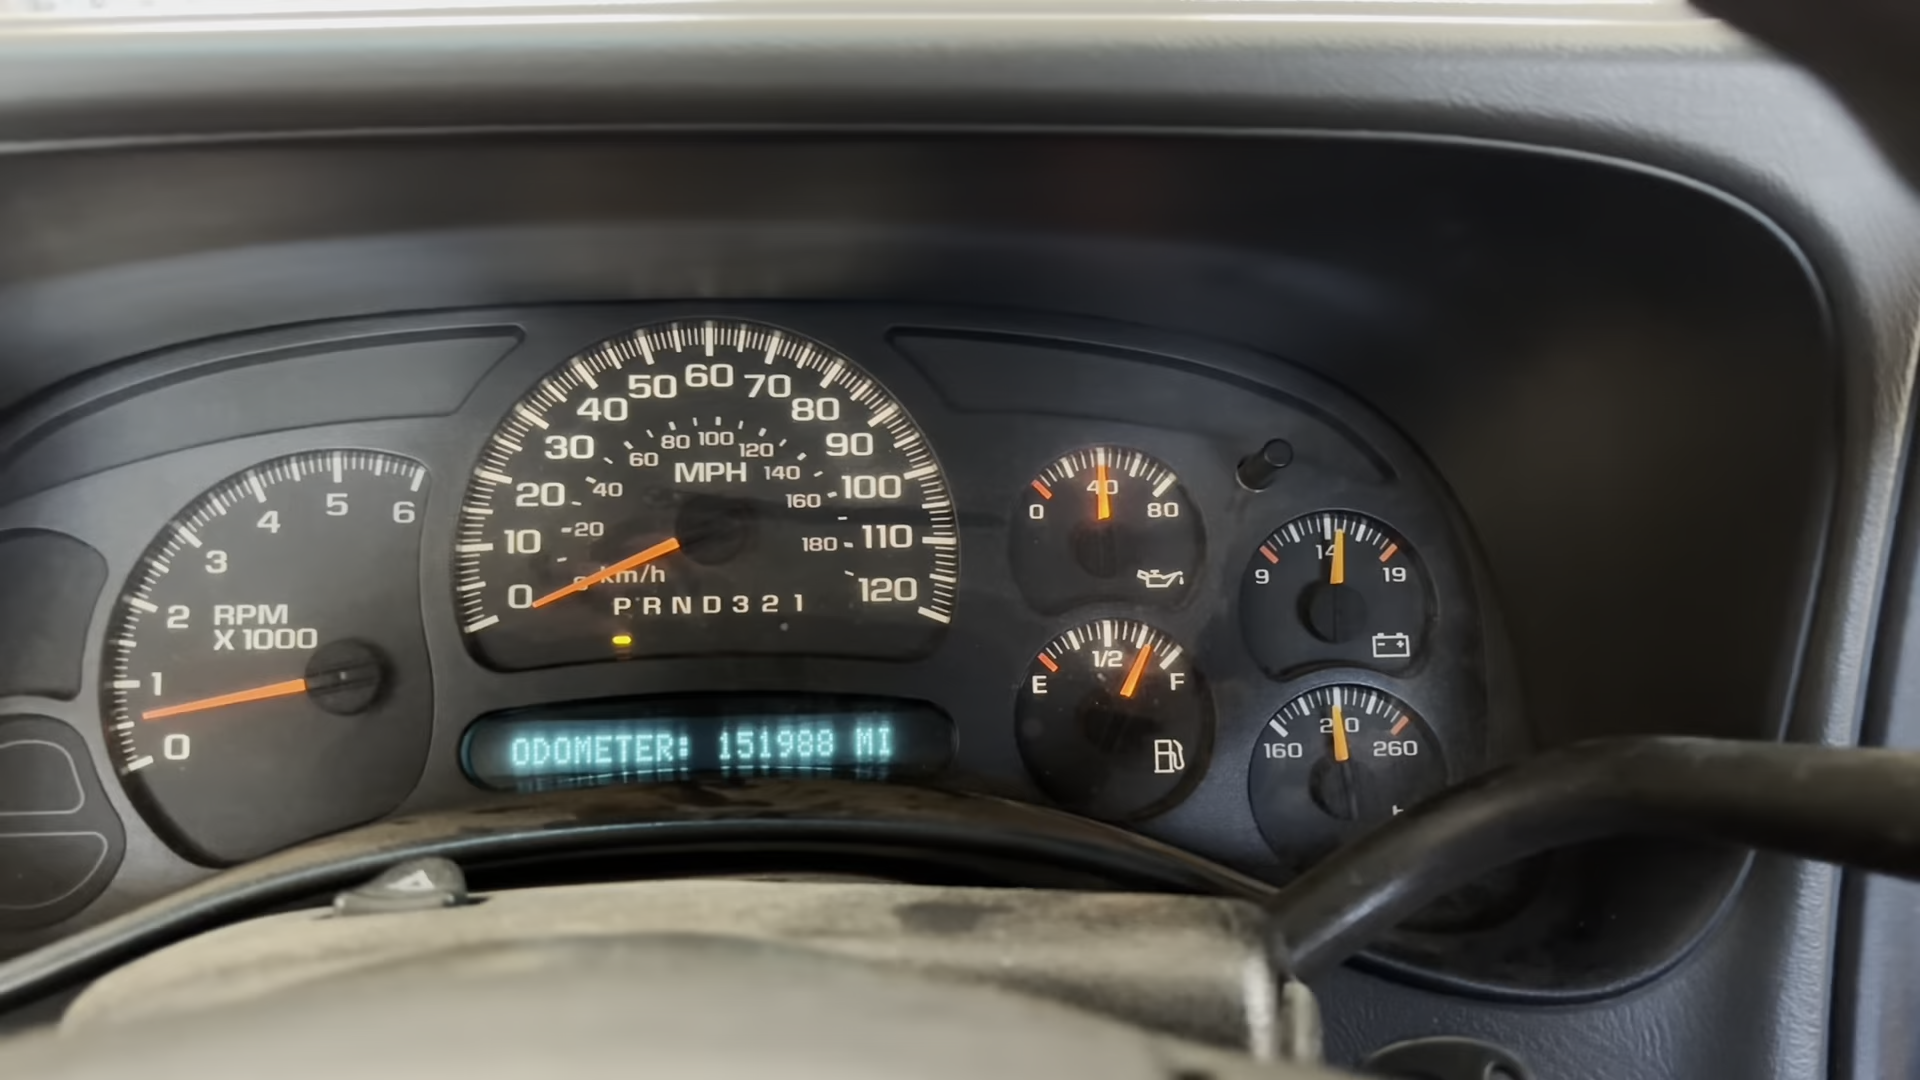 50 60 70
40 80
30 90
20 100
10 110
0 120
80 100 120
60 140
40 160
20 180
MPH
km/h
P R N D 3 2 1
6
5
4
3
2
1
0
RPM
X 1000
ODOMETER: 151988 MI
0 40 80
9 14 19
E 1/2 F
160 210 260